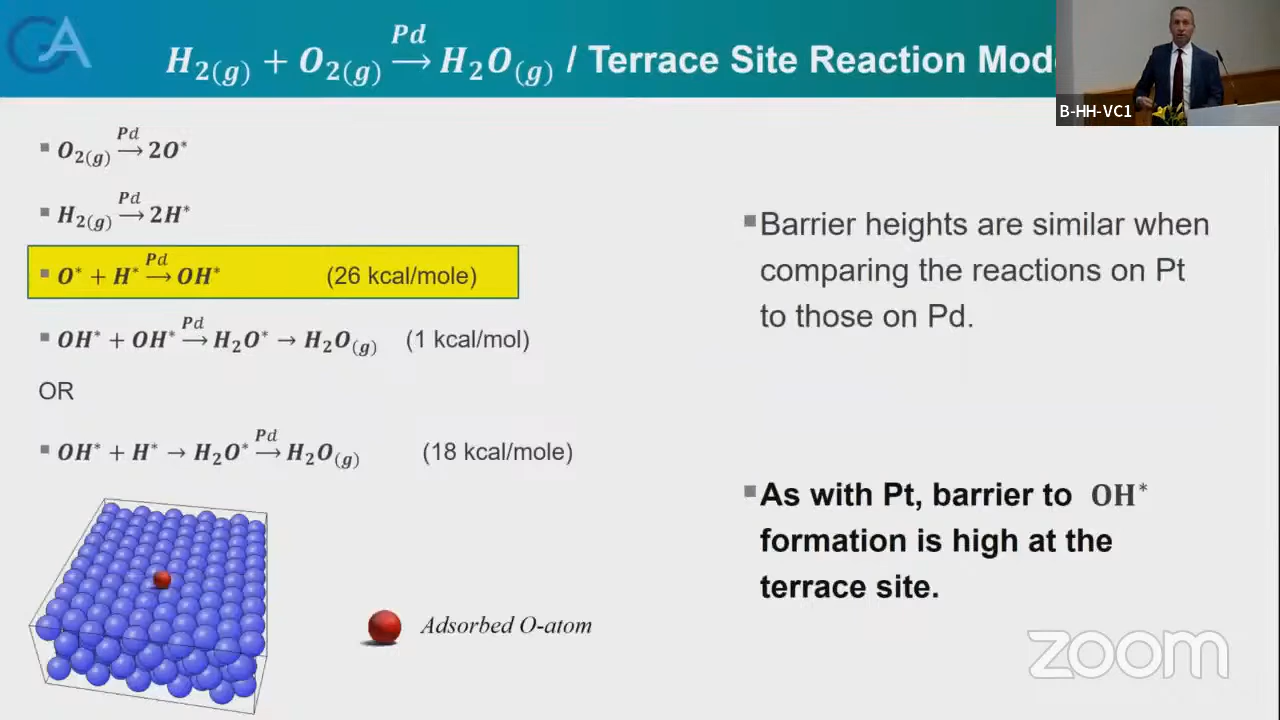 GA
H₂(g) + O₂(g) →Pd H₂O(g) / Terrace Site Reaction Mod
B-HH-VC1
▪ O₂(g) →Pd 2O*
▪ H₂(g) →Pd 2H*
▪ O* + H* →Pd OH* (26 kcal/mole)
▪ OH* + OH* →Pd H₂O* → H₂O(g) (1 kcal/mol)
OR
▪ OH* + H* → H₂O* →Pd H₂O(g) (18 kcal/mole)
Adsorbed O-atom
▪Barrier heights are similar when
comparing the reactions on Pt
to those on Pd.
▪As with Pt, barrier to OH*
formation is high at the
terrace site.
zoom